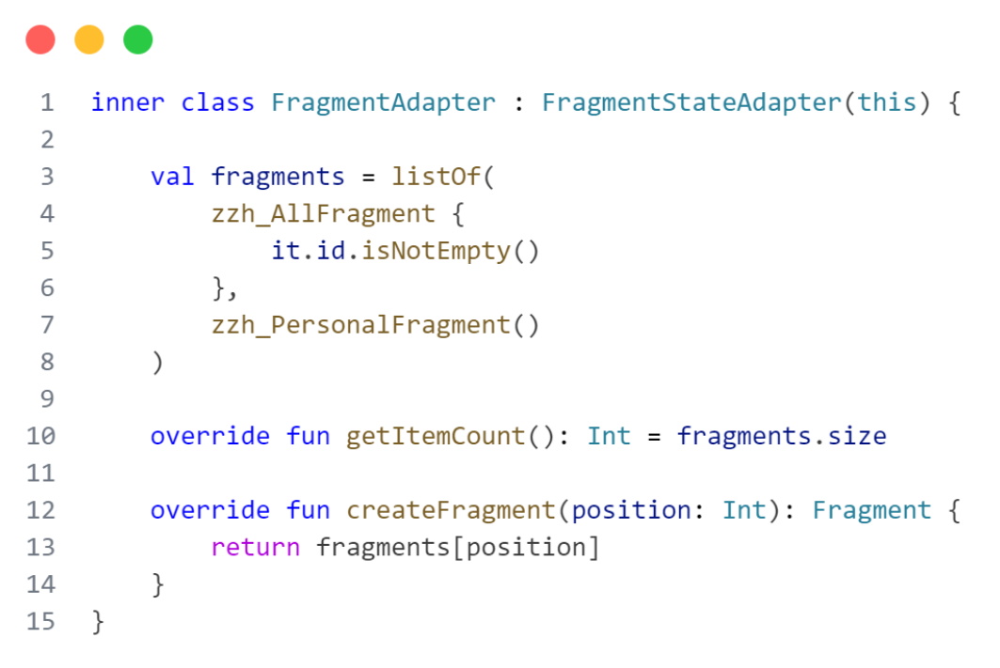 1 inner class FragmentAdapter : FragmentStateAdapter(this) {
2
3     val fragments = listOf(
4         zzh_AllFragment {
5             it.id.isNotEmpty()
6         },
7         zzh_PersonalFragment()
8     )
9
10     override fun getItemCount(): Int = fragments.size
11
12     override fun createFragment(position: Int): Fragment {
13         return fragments[position]
14     }
15 }